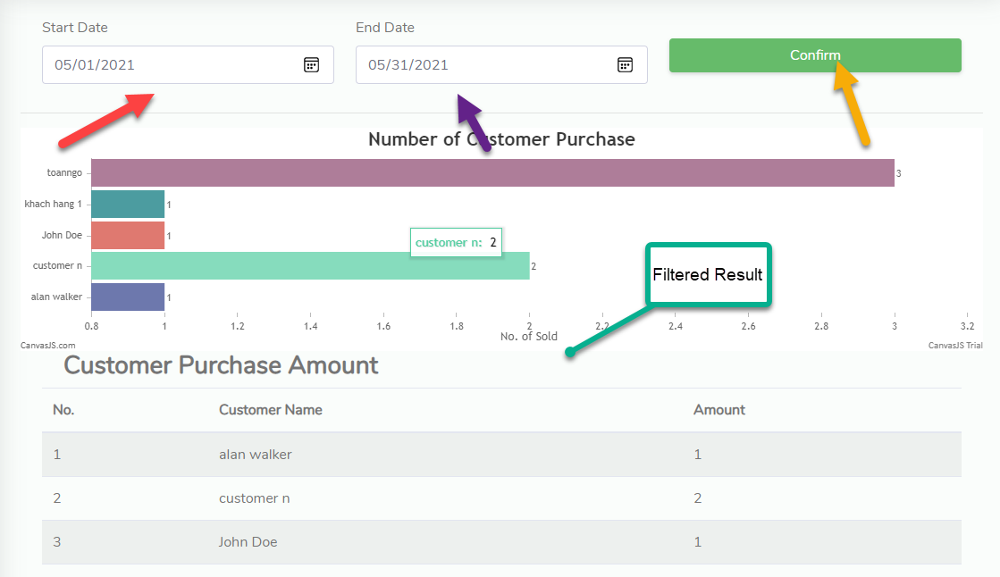 Start Date
End Date
05/01/2021
05/31/2021
Confirm
Number of Customer Purchase
toanngo
3
khach hang 1
1
John Doe
1
customer n: 2
customer n
2
Filtered Result
alan walker
1
0.8 1 1.2 1.4 1.6 1.8 2 2.2 2.4 2.6 2.8 3 3.2
No. of Sold
CanvasJS.com
CanvasJS Trial
Customer Purchase Amount
No. Customer Name Amount
1 alan walker 1
2 customer n 2
3 John Doe 1